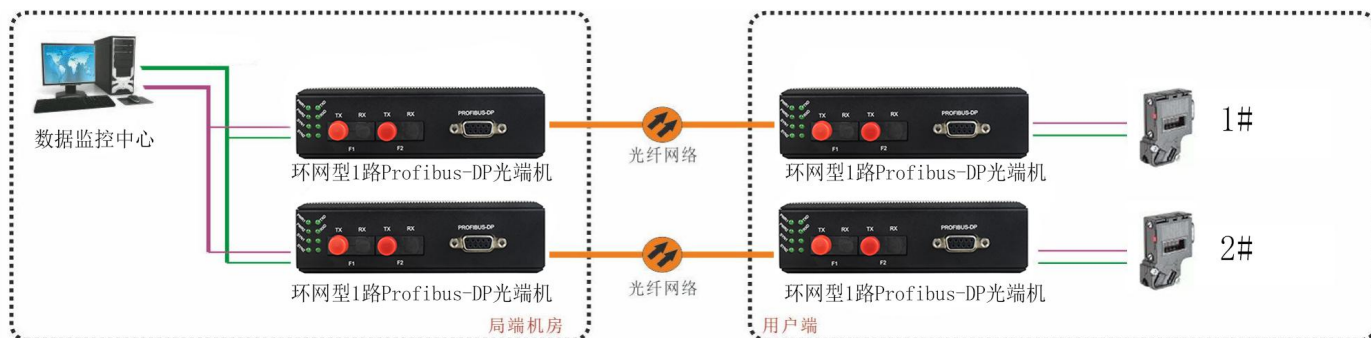 数据监控中心
TX RX TX RX
PROFIBUS-DP
F1 F2
环网型1路Profibus-DP光端机
光纤网络
TX RX TX RX
PROFIBUS-DP
F1 F2
环网型1路Profibus-DP光端机
1#
TX RX TX RX
PROFIBUS-DP
F1 F2
环网型1路Profibus-DP光端机
光纤网络
TX RX TX RX
PROFIBUS-DP
F1 F2
环网型1路Profibus-DP光端机
2#
局端机房
用户端